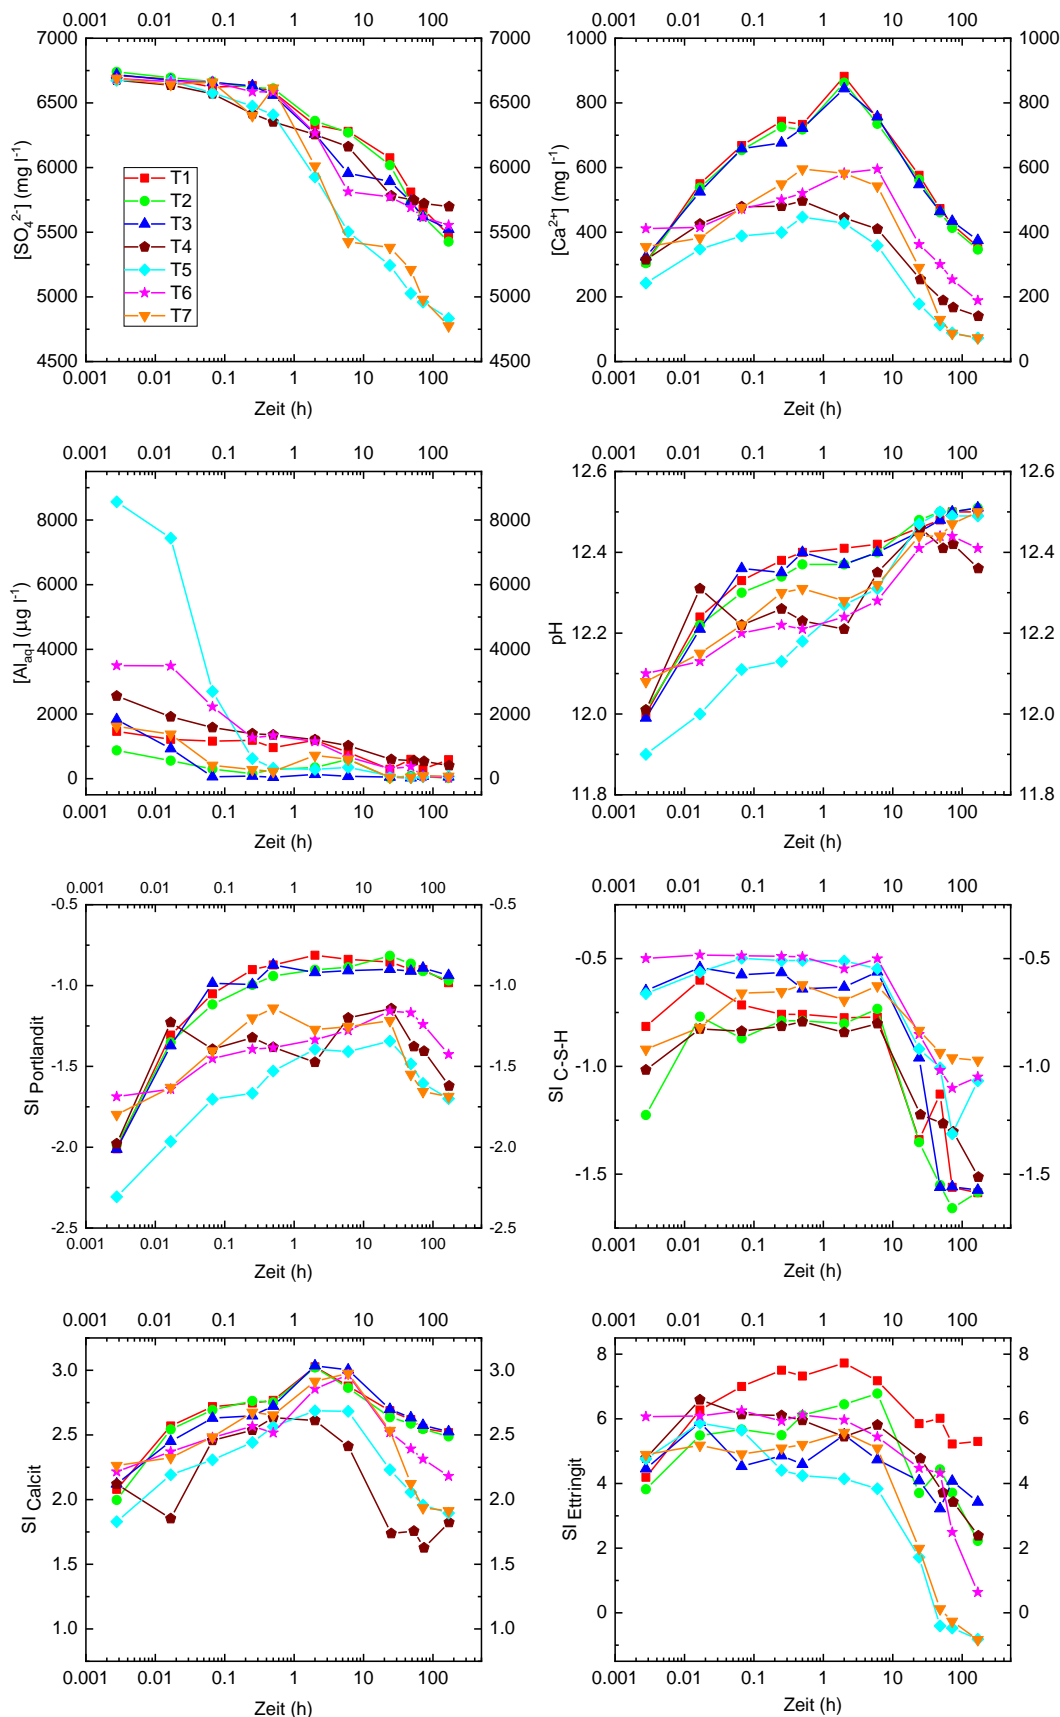 0.001 0.01 0.1 1 10 100
7000 7000
6500 6500
6000 6000
5500 5500
5000 5000
4500 4500
[SO₄²⁻] (mg l⁻¹)
T1
T2
T3
T4
T5
T6
T7
0.001 0.01 0.1 1 10 100
Zeit (h)
0.001 0.01 0.1 1 10 100
1000 1000
800 800
600 600
400 400
200 200
0 0
[Ca²⁺] (mg l⁻¹)
0.001 0.01 0.1 1 10 100
Zeit (h)
0.001 0.01 0.1 1 10 100
8000 8000
6000 6000
4000 4000
2000 2000
0 0
[Al_aq] (µg l⁻¹)
0.001 0.01 0.1 1 10 100
Zeit (h)
0.001 0.01 0.1 1 10 100
12.6 12.6
12.4 12.4
12.2 12.2
12.0 12.0
11.8 11.8
pH
0.001 0.01 0.1 1 10 100
Zeit (h)
0.001 0.01 0.1 1 10 100
-0.5 -0.5
-1.0 -1.0
-1.5 -1.5
-2.0 -2.0
-2.5 -2.5
SI Portlandit
0.001 0.01 0.1 1 10 100
Zeit (h)
0.001 0.01 0.1 1 10 100
-0.5 -0.5
-1.0 -1.0
-1.5 -1.5
SI C-S-H
0.001 0.01 0.1 1 10 100
Zeit (h)
0.001 0.01 0.1 1 10 100
3.0 3.0
2.5 2.5
2.0 2.0
1.5 1.5
1.0 1.0
SI Calcit
0.001 0.01 0.1 1 10 100
Zeit (h)
0.001 0.01 0.1 1 10 100
8 8
6 6
4 4
2 2
0 0
SI Ettringit
0.001 0.01 0.1 1 10 100
Zeit (h)